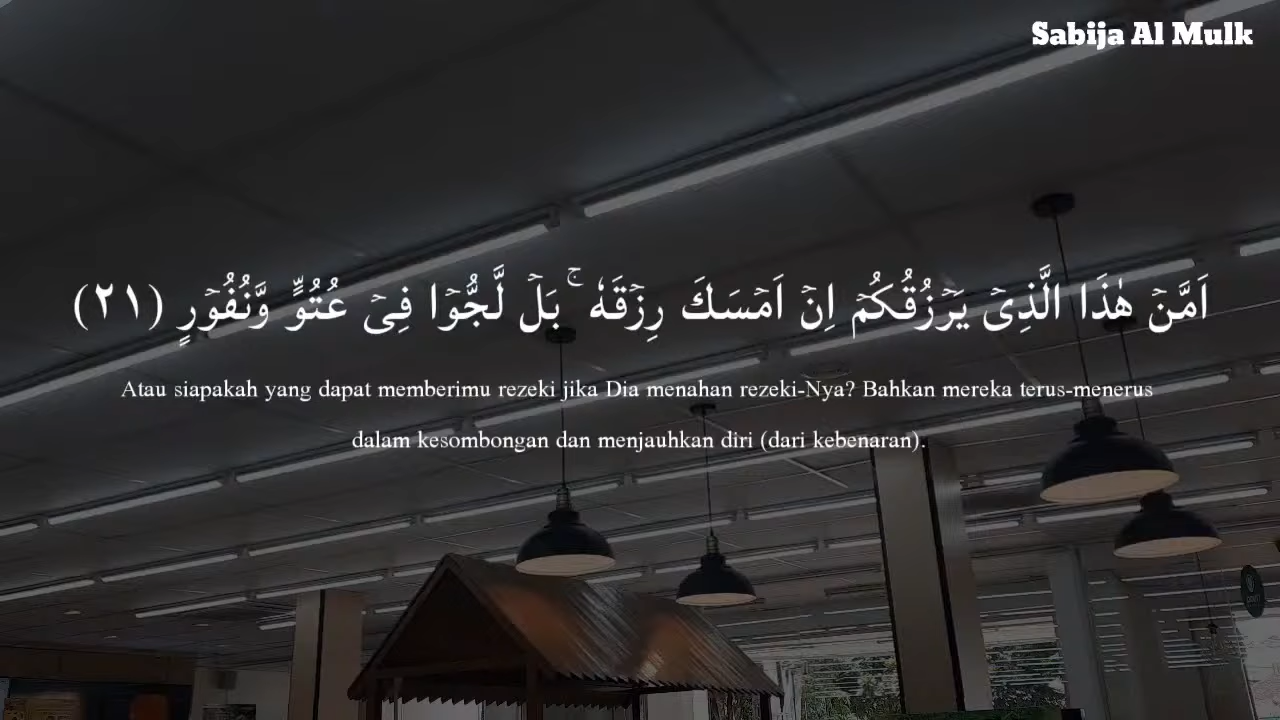 Sabija Al Mulk
اَمَّنۡ هٰذَا الَّذِىۡ يَرۡزُقُكُمۡ اِنۡ اَمۡسَكَ رِزۡقَهٗ ۚ بَلۡ لَّجُّوۡا فِىۡ عُتُوٍّ وَّنُفُوۡرٍ (٢١)
Atau siapakah yang dapat memberimu rezeki jika Dia menahan rezeki-Nya? Bahkan mereka terus-menerus
dalam kesombongan dan menjauhkan diri (dari kebenaran).